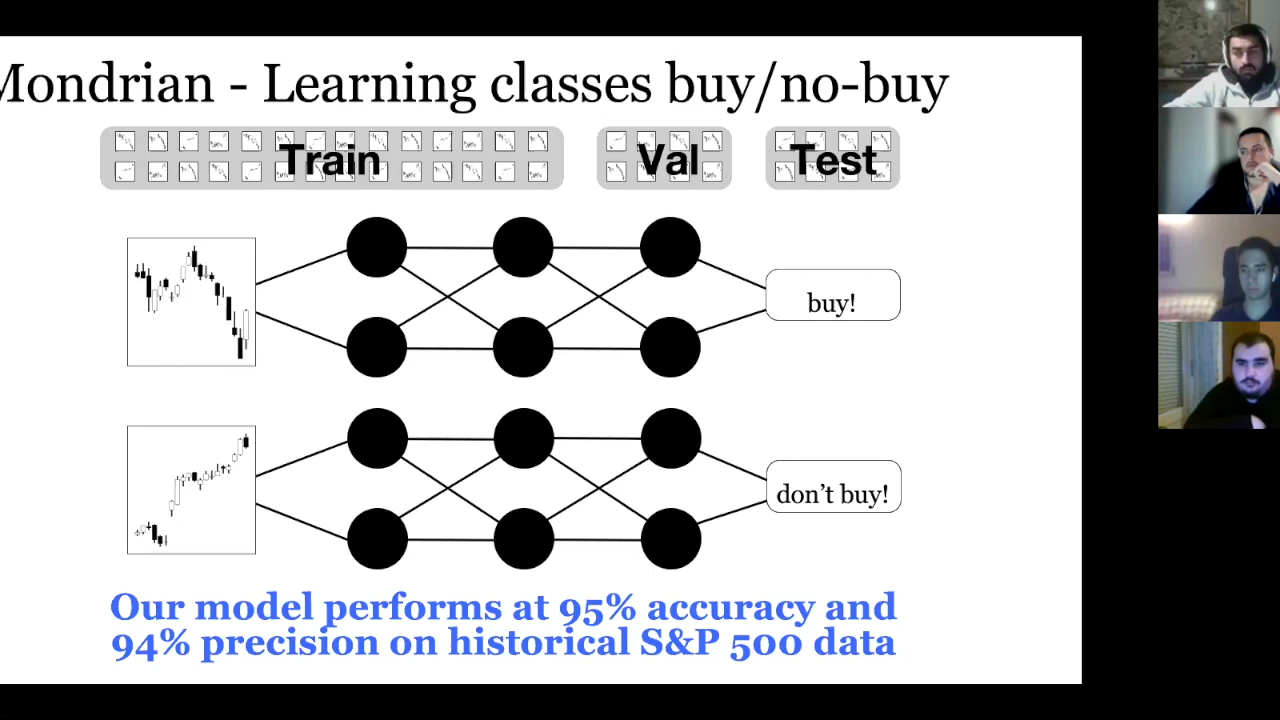 Mondrian - Learning classes buy/no-buy
Train Val Test
buy!
don't buy!
Our model performs at 95% accuracy and
94% precision on historical S&P 500 data